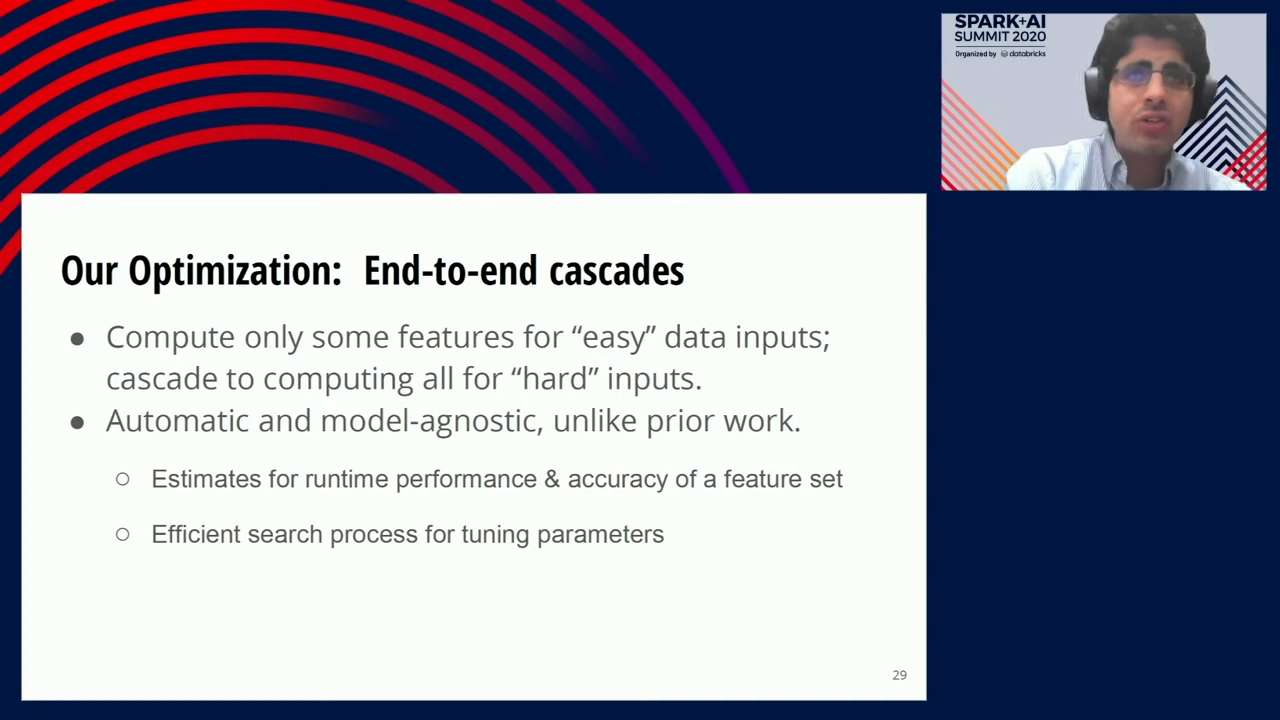 SPARK+AI
SUMMIT 2020
Organized by databricks
Our Optimization: End-to-end cascades
● Compute only some features for “easy” data inputs;
cascade to computing all for “hard” inputs.
● Automatic and model-agnostic, unlike prior work.
○ Estimates for runtime performance & accuracy of a feature set
○ Efficient search process for tuning parameters
29